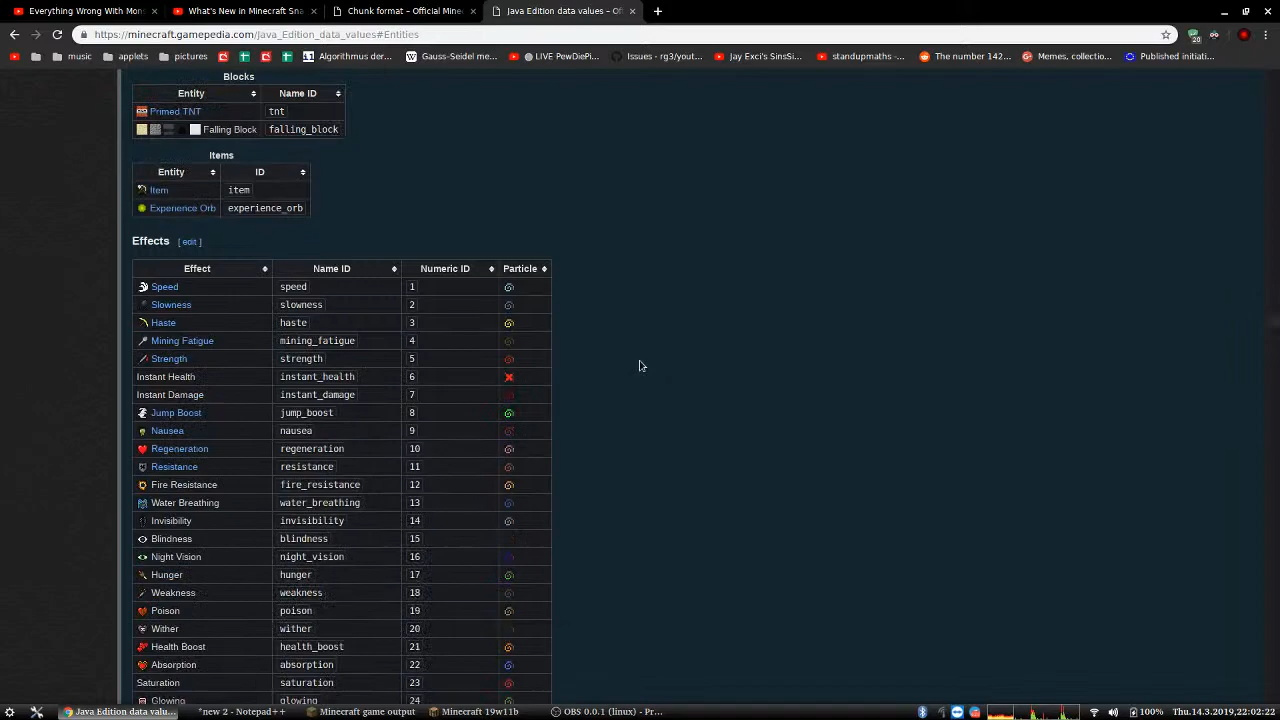 Everything Wrong With Mons
What's New in Minecraft Sna
Chunk format – Official Minec
Java Edition data values – Of
https://minecraft.gamepedia.com/Java_Edition_data_values#Entities
20
music
applets
pictures
Algorithmus der...
Gauss-Seidel me...
LIVE PewDiePi...
Issues - rg3/yout...
Jay Exci's SinsSi...
standupmaths -...
The number 142...
Memes, collectio...
Published initiati...
Blocks
Entity Name ID
Primed TNT tnt
Falling Block falling_block
Items
Entity ID
Item item
Experience Orb experience_orb
Effects [ edit ]
Effect Name ID Numeric ID Particle
Speed speed 1
Slowness slowness 2
Haste haste 3
Mining Fatigue mining_fatigue 4
Strength strength 5
Instant Health instant_health 6
Instant Damage instant_damage 7
Jump Boost jump_boost 8
Nausea nausea 9
Regeneration regeneration 10
Resistance resistance 11
Fire Resistance fire_resistance 12
Water Breathing water_breathing 13
Invisibility invisibility 14
Blindness blindness 15
Night Vision night_vision 16
Hunger hunger 17
Weakness weakness 18
Poison poison 19
Wither wither 20
Health Boost health_boost 21
Absorption absorption 22
Saturation saturation 23
Glowing glowing 24
Java Edition data valu...
*new 2 - Notepad++
Minecraft game output
Minecraft 19w11b
OBS 0.0.1 (linux) - Pr...
100%
Thu.14.3.2019,22:02:22